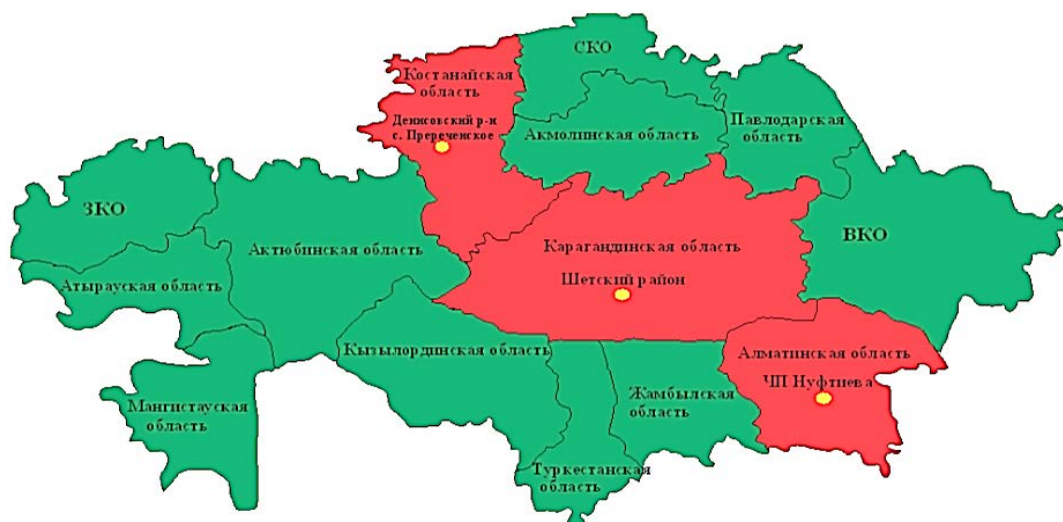 СКО
Костанайская
область
Денисовский р-н
с. Пререченское
Акмолинская область
Павлодарская
область
ЗКО
Актюбинская область
Карагандинская область
ВКО
Шетский район
Атырауская область
Кызылординская область
Алматинская область
ЧП Нуфтиева
Жамбылская
область
Мангистауская
область
Туркестанская
область